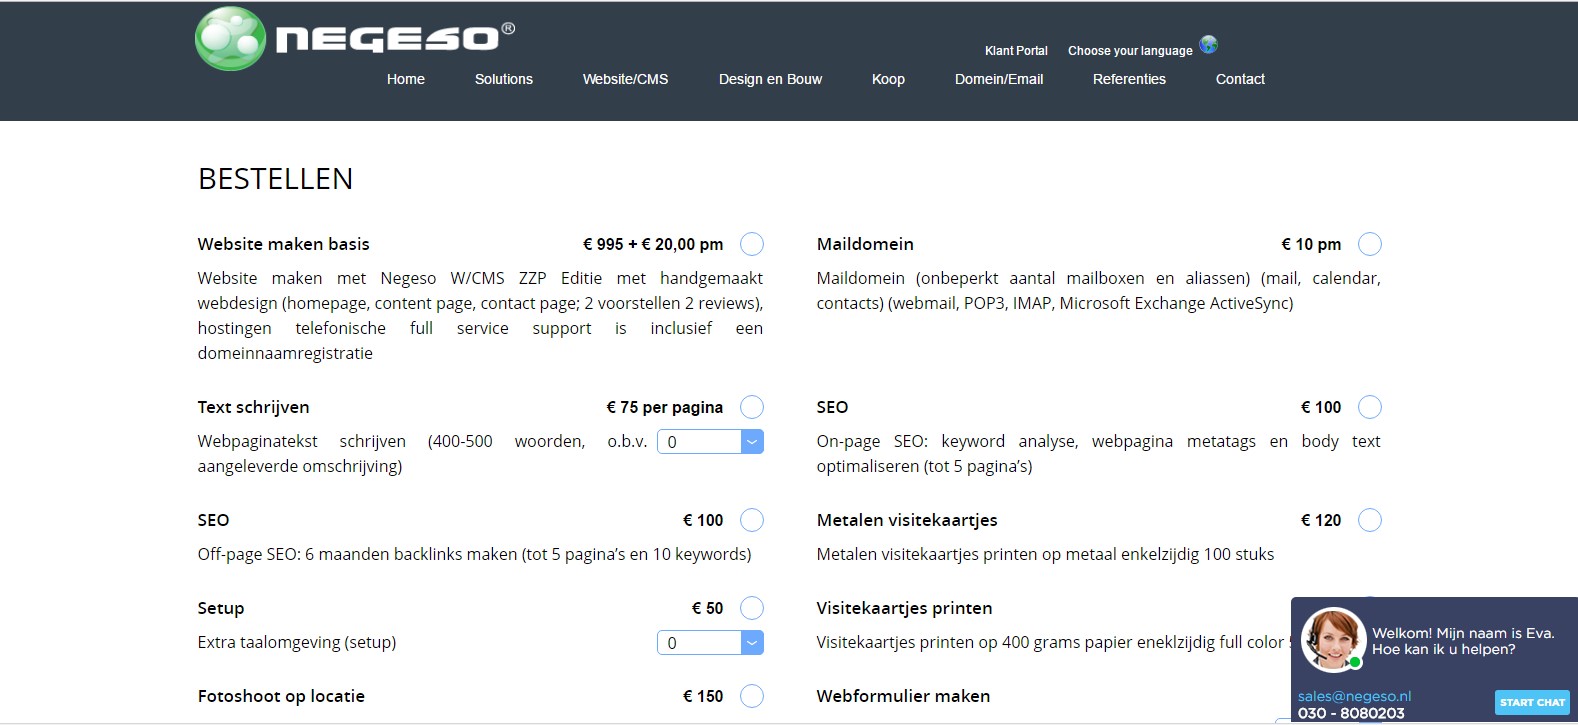 NEGESO®
Klant Portal Choose your language
Home Solutions Website/CMS Design en Bouw Koop Domein/Email Referenties Contact
BESTELLEN
Website maken basis € 995 + € 20,00 pm
Website maken met Negeso W/CMS ZZP Editie met handgemaakt
webdesign (homepage, content page, contact page; 2 voorstellen 2 reviews),
hostingen telefonische full service support is inclusief een
domeinnaamregistratie
Maildomein € 10 pm
Maildomein (onbeperkt aantal mailboxen en aliassen) (mail, calendar,
contacts) (webmail, POP3, IMAP, Microsoft Exchange ActiveSync)
Text schrijven € 75 per pagina
Webpaginatekst schrijven (400-500 woorden, o.b.v. 0
aangeleverde omschrijving)
SEO € 100
On-page SEO: keyword analyse, webpagina metatags en body text
optimaliseren (tot 5 pagina’s)
SEO € 100
Off-page SEO: 6 maanden backlinks maken (tot 5 pagina’s en 10 keywords)
Metalen visitekaartjes € 120
Metalen visitekaartjes printen op metaal enkelzijdig 100 stuks
Setup € 50
Extra taalomgeving (setup) 0
Visitekaartjes printen
Visitekaartjes printen op 400 grams papier eneklzijdig full color
Fotoshoot op locatie € 150
Webformulier maken
Welkom! Mijn naam is Eva.
Hoe kan ik u helpen?
sales@negeso.nl
030 - 8080203
START CHAT